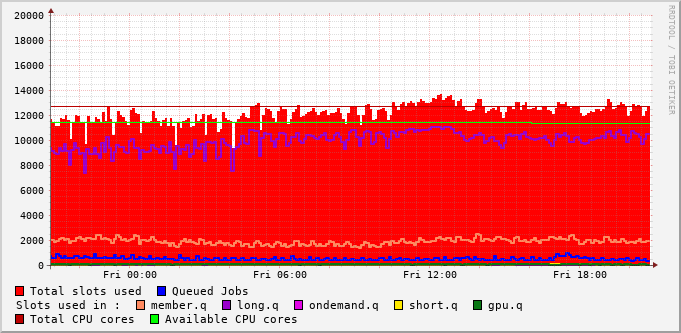 RRDTOOL / TOBI OETIKER
20000
18000
16000
14000
12000
10000
8000
6000
4000
2000
0
Fri 00:00 Fri 06:00 Fri 12:00 Fri 18:00
Total slots used Queued Jobs
Slots used in : member.q long.q ondemand.q short.q gpu.q
Total CPU cores Available CPU cores